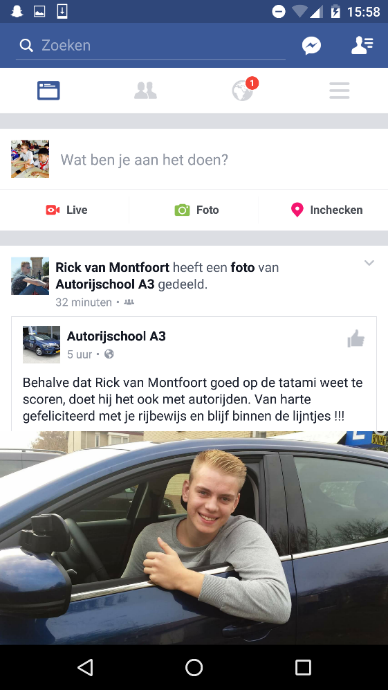 15:58
Zoeken
1
Wat ben je aan het doen?
Live
Foto
Inchecken
Rick van Montfoort heeft een foto van
Autorijschool A3 gedeeld.
32 minuten
Autorijschool A3
5 uur
Behalve dat Rick van Montfoort goed op de tatami weet te
scoren, doet hij het ook met autorijden. Van harte
gefeliciteerd met je rijbewijs en blijf binnen de lijntjes !!!
L